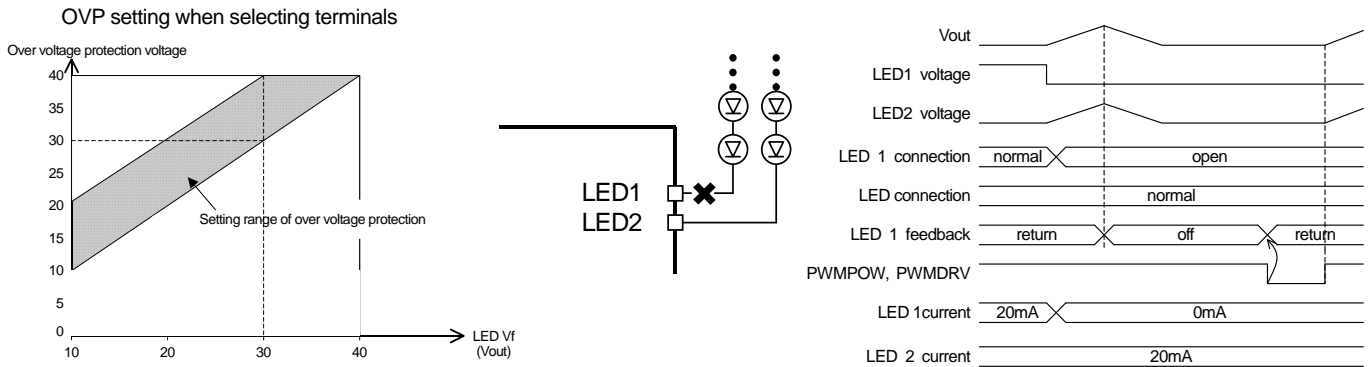 OVP setting when selecting terminals
Over voltage protection voltage
40
35
30
25
20
15
10
5
0
10 20 30 40
Setting range of over voltage protection
LED Vf
(Vout)
LED1
LED2
Vout
LED1 voltage
LED2 voltage
LED 1 connection normal open
LED connection normal
LED 1 feedback return off return
PWMPOW, PWMDRV
LED 1current 20mA 0mA
LED 2 current 20mA